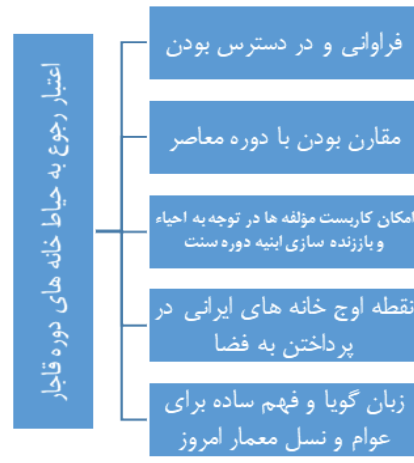 اعتبار رجوع به حیاط خانه های دوره قاجار
فراوانی و در دسترس بودن
مقارن بودن با دوره معاصر
امکان کاربست مؤلفه ها در توجه به احیاء
و باززنده سازی ابنیه دوره سنت
نقطه اوج خانه های ایرانی در
پرداختن به فضا
زبان گویا و فهم ساده برای
عوام و نسل معمار امروز